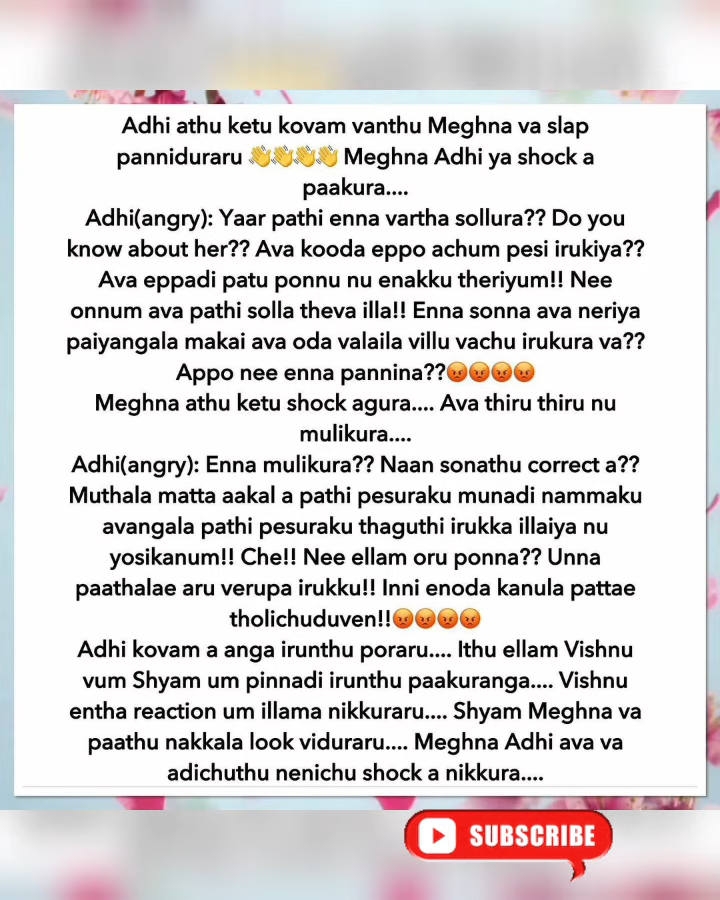 Adhi athu ketu kovam vanthu Meghna va slap
panniduraru 👏👏👏👏 Meghna Adhi ya shock a
paakura....
Adhi(angry): Yaar pathi enna vartha sollura?? Do you
know about her?? Ava kooda eppo achum pesi irukiya??
Ava eppadi patu ponnu nu enakku theriyum!! Nee
onnum ava pathi solla theva illa!! Enna sonna ava neriya
paiyangala makai ava oda valaila villu vachu irukura va??
Appo nee enna pannina??😡😡😡😡
Meghna athu ketu shock agura.... Ava thiru thiru nu
mulikura....
Adhi(angry): Enna mulikura?? Naan sonathu correct a??
Muthala matta aakal a pathi pesuraku munadi nammaku
avangala pathi pesuraku thaguthi irukka illaiya nu
yosikanum!! Che!! Nee ellam oru ponna?? Unna
paathalae aru verupa irukku!! Inni enoda kanula pattae
tholichuduven!!😡😡😡😡
Adhi kovam a anga irunthu poraru.... Ithu ellam Vishnu
vum Shyam um pinnadi irunthu paakuranga.... Vishnu
entha reaction um illama nikkuraru.... Shyam Meghna va
paathu nakkala look viduraru.... Meghna Adhi ava va
adichuthu nenichu shock a nikkura....
SUBSCRIBE